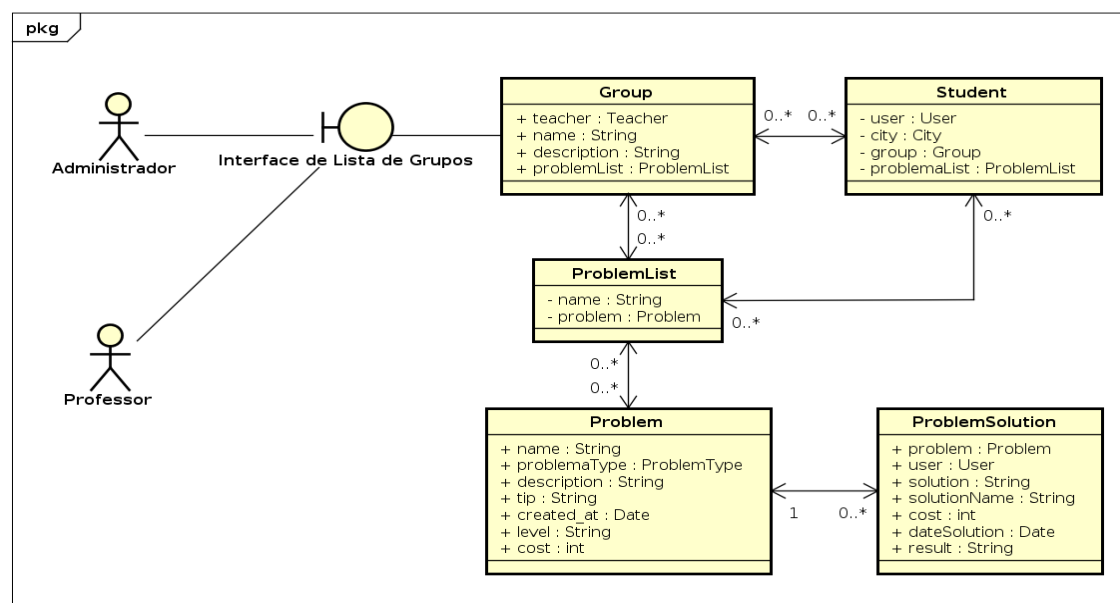 pkg
Administrador
Interface de Lista de Grupos
Professor
Group
+ teacher : Teacher
+ name : String
+ description : String
+ problemList : ProblemList
0..*
0..*
Student
- user : User
- city : City
- group : Group
- problemaList : ProblemList
0..*
0..*
0..*
ProblemList
- name : String
- problem : Problem
0..*
0..*
0..*
Problem
+ name : String
+ problemaType : ProblemType
+ description : String
+ tip : String
+ created_at : Date
+ level : String
+ cost : int
1
0..*
ProblemSolution
+ problem : Problem
+ user : User
+ solution : String
+ solutionName : String
+ cost : int
+ dateSolution : Date
+ result : String